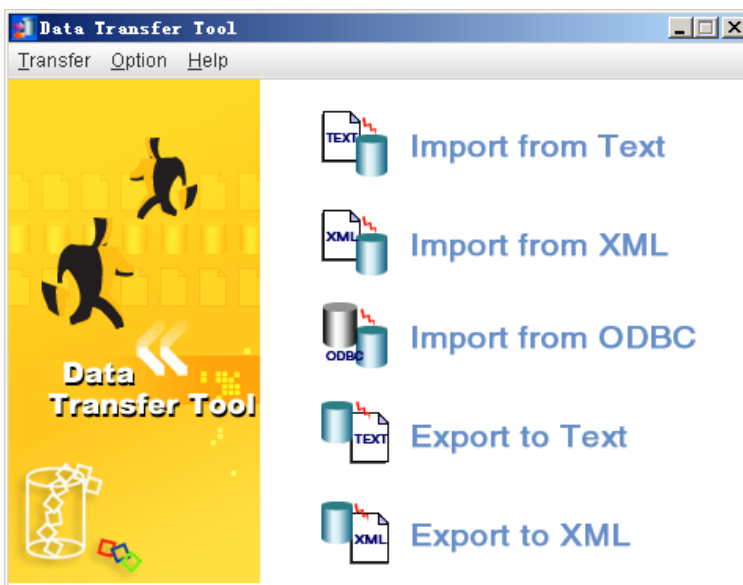 Data Transfer Tool
Transfer Option Help
TEXT
Import from Text
XML
Import from XML
ODBC
Import from ODBC
Data
Transfer Tool
TEXT
Export to Text
XML
Export to XML